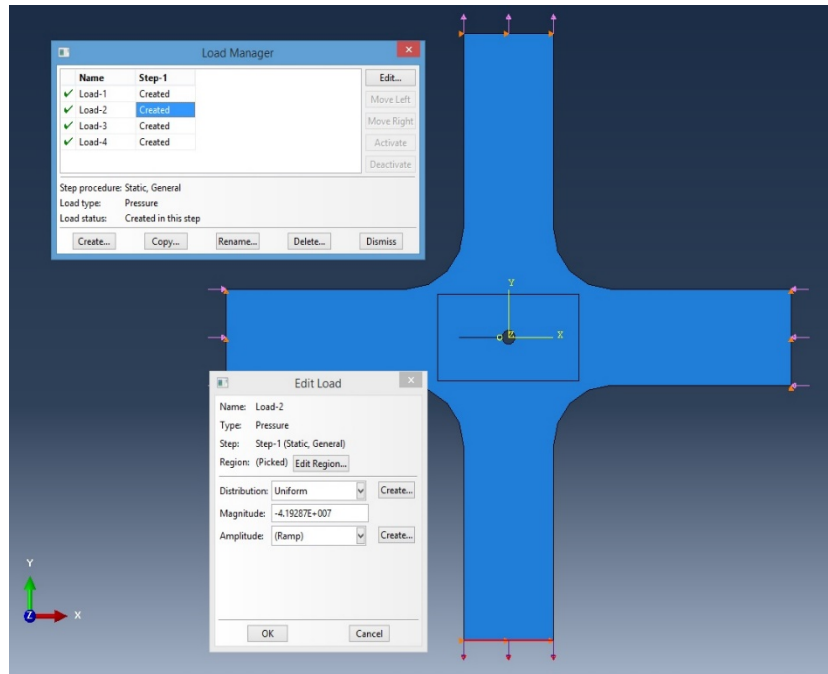 Load Manager
Name Step-1
Load-1 Created
Load-2 Created
Load-3 Created
Load-4 Created
Edit...
Move Left
Move Right
Activate
Deactivate
Step procedure: Static, General
Load type: Pressure
Load status: Created in this step
Create... Copy... Rename... Delete... Dismiss
Y
Z X
Edit Load
Name: Load-2
Type: Pressure
Step: Step-1 (Static, General)
Region: (Picked) Edit Region...
Distribution: Uniform Create...
Magnitude: -4.19287E+007
Amplitude: (Ramp) Create...
OK Cancel
Y
Z X